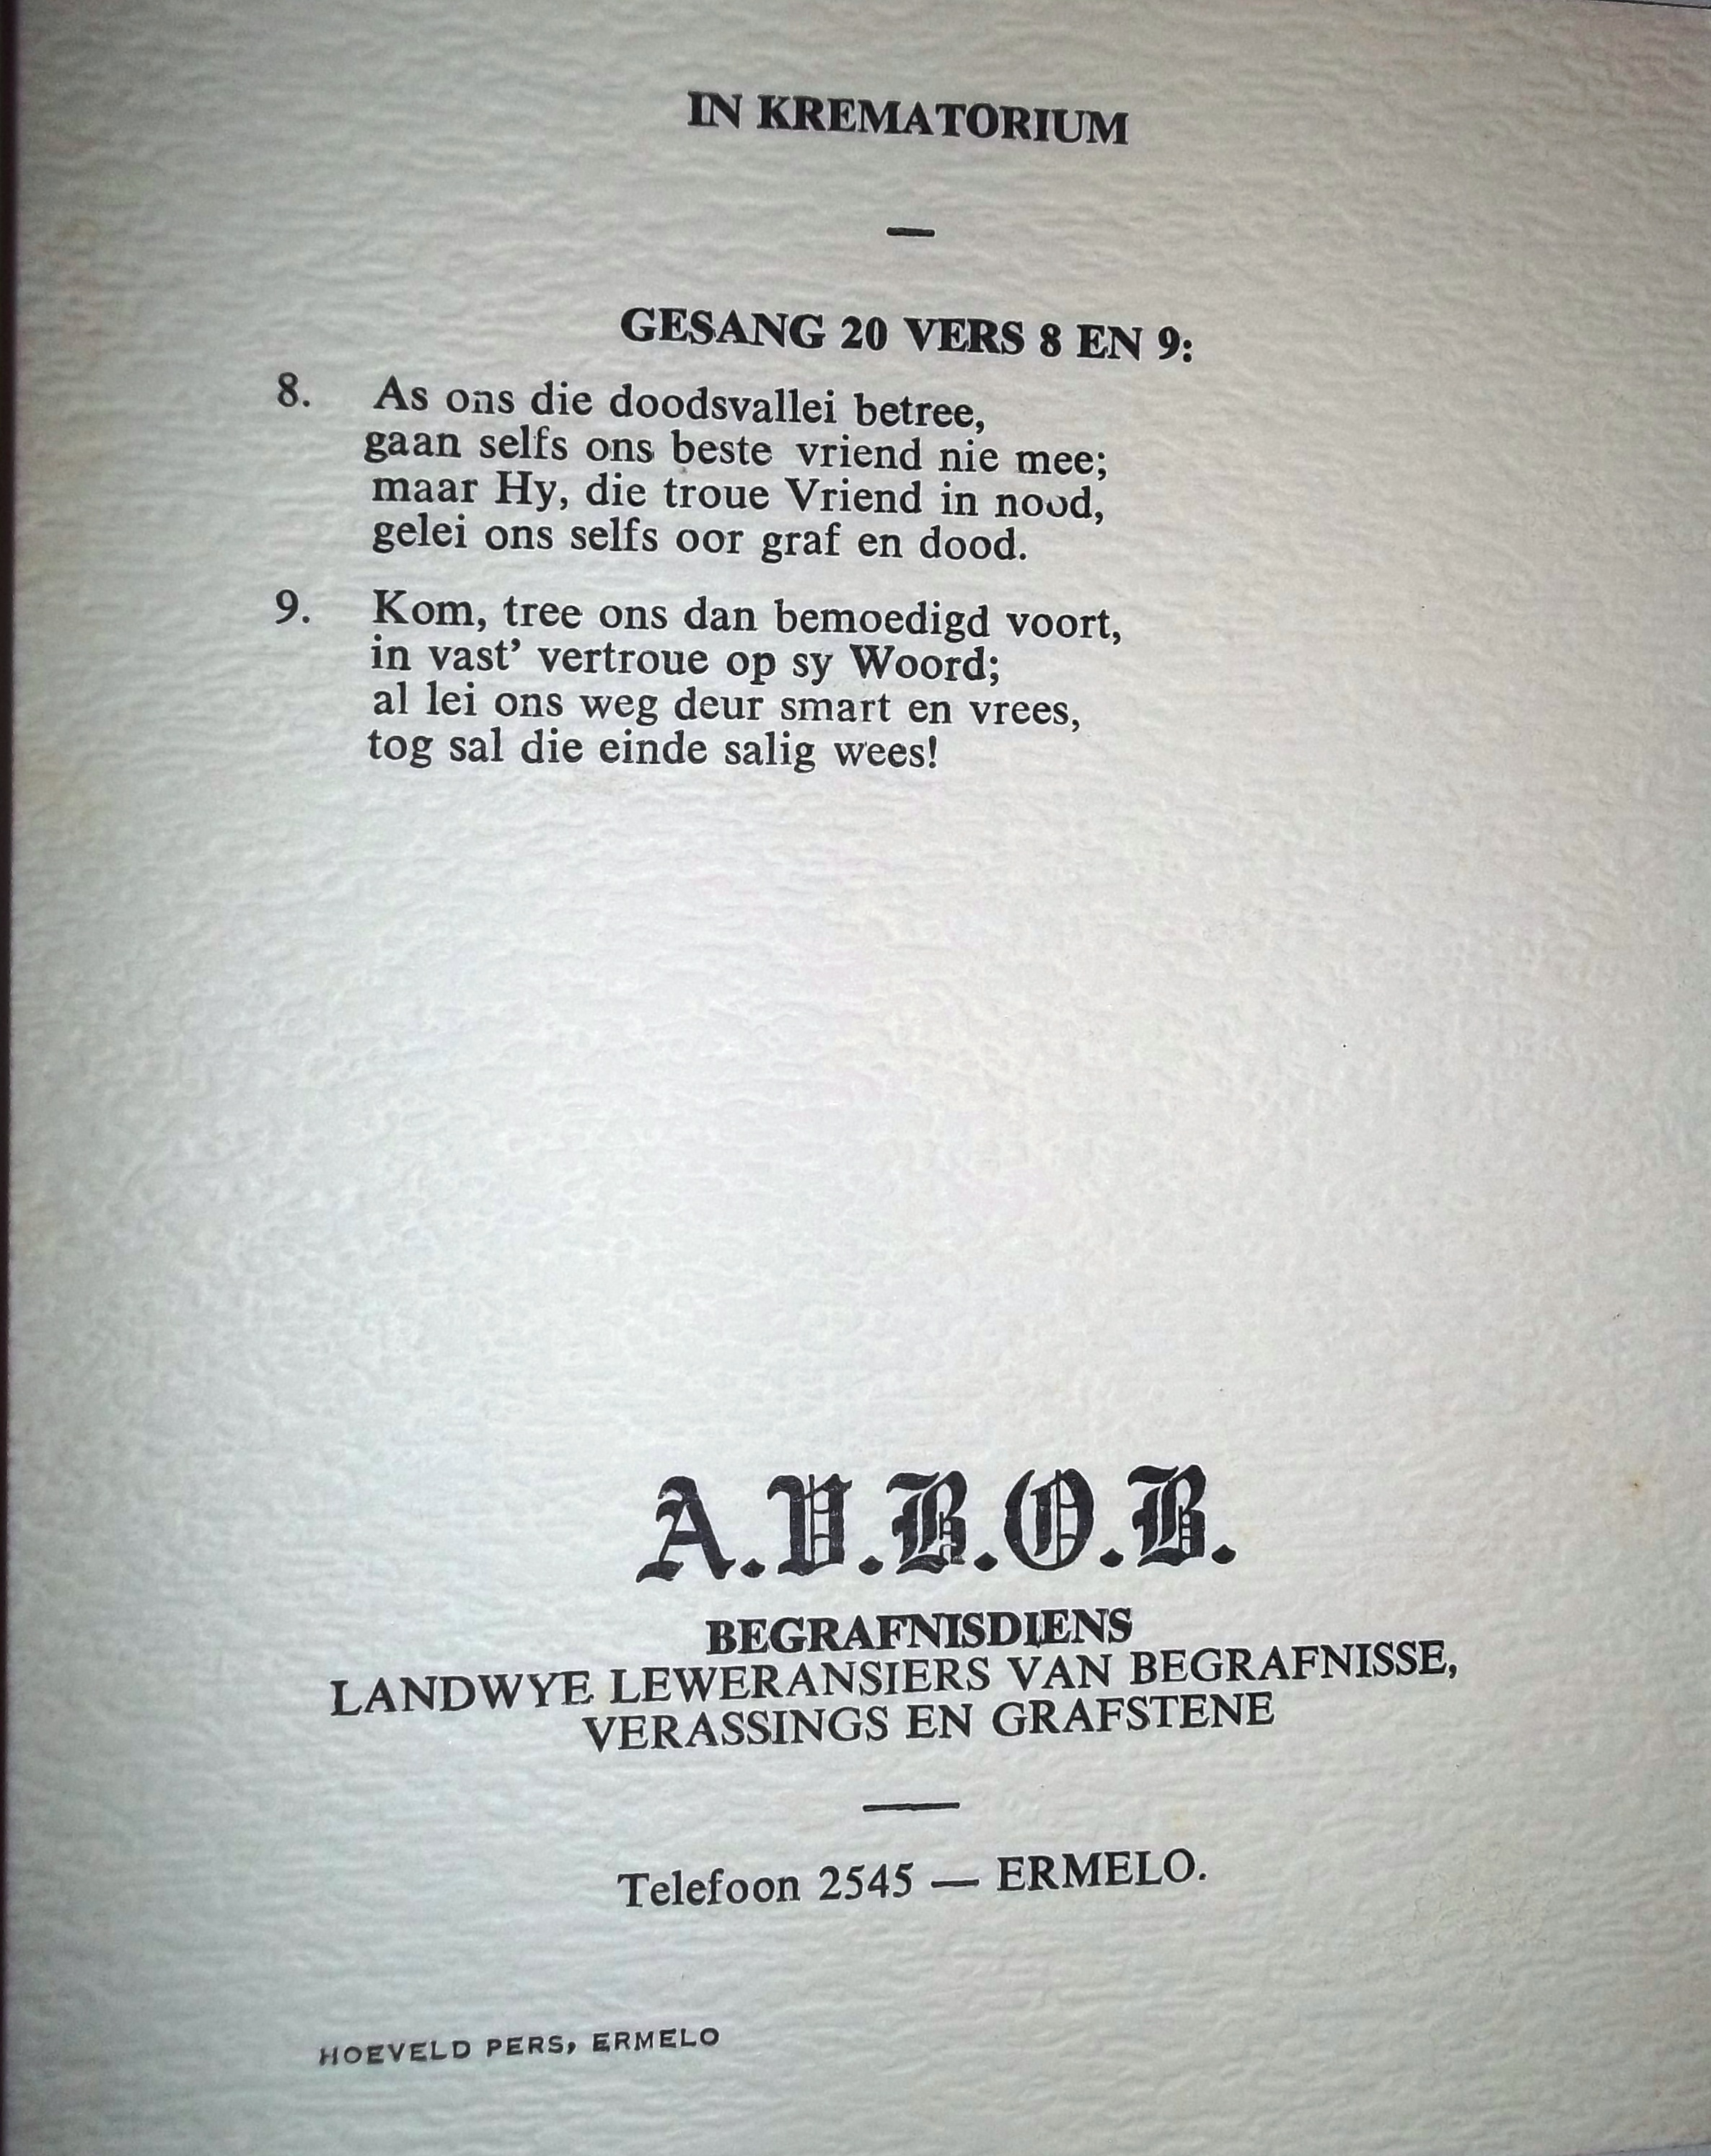 IN KREMATORIUM
—
GESANG 20 VERS 8 EN 9:
8. As ons die doodsvallei betree,
gaan selfs ons beste vriend nie mee;
maar Hy, die troue Vriend in nood,
gelei ons selfs oor graf en dood.
9. Kom, tree ons dan bemoedigd voort,
in vast’ vertroue op sy Woord;
al lei ons weg deur smart en vrees,
tog sal die einde salig wees!
A.V.B.O.B.
BEGRAFNISDIENS
LANDWYE LEWERANSIERS VAN BEGRAFNISSE,
VERASSINGS EN GRAFSTENE
—
Telefoon 2545 — ERMELO.
HOEVELD PERS, ERMELO